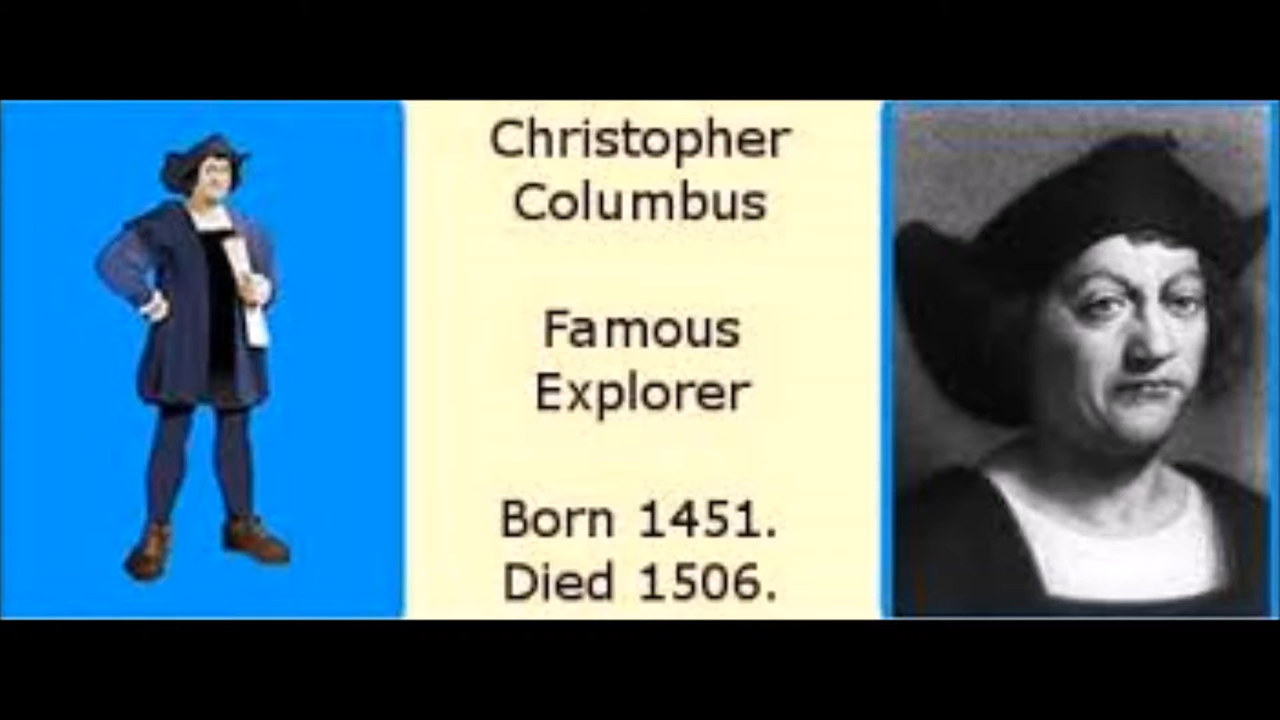 Christopher
Columbus
Famous
Explorer
Born 1451.
Died 1506.